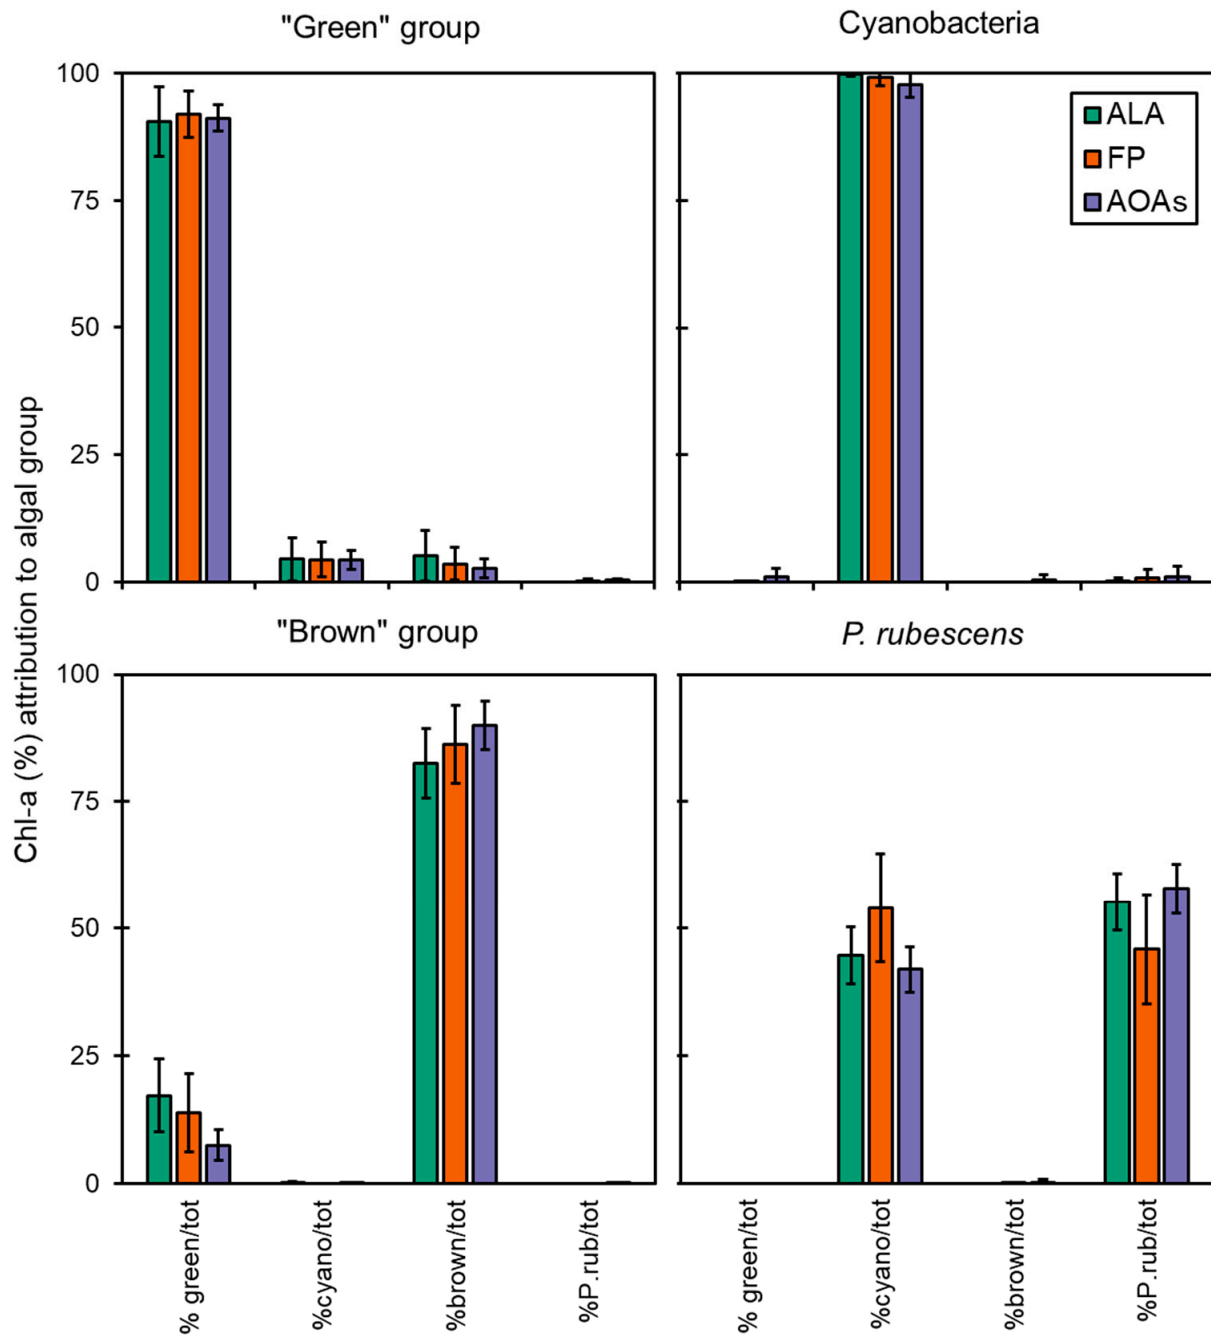 "Green" group
Cyanobacteria
100
75
50
25
0
ALA
FP
AOAs
Chl-a (%) attribution to algal group
"Brown" group
P. rubescens
100
75
50
25
0
% green/tot
%cyano/tot
%brown/tot
%P.rub/tot
% green/tot
%cyano/tot
%brown/tot
%P.rub/tot